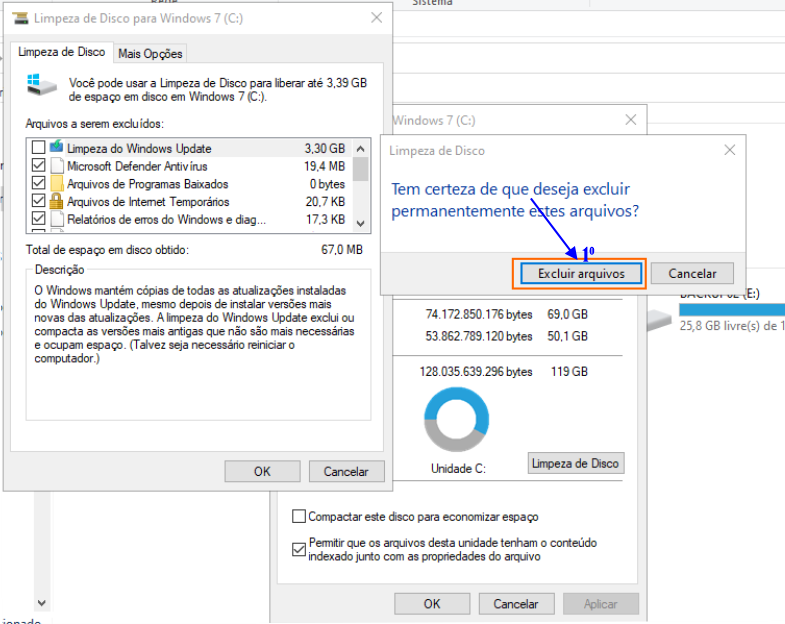 Sistema
Limpeza de Disco para Windows 7 (C:)
Limpeza de Disco
Mais Opções
Você pode usar a Limpeza de Disco para liberar até 3,39 GB
de espaço em disco em Windows 7 (C:).
Arquivos a serem excluídos:
Limpeza do Windows Update 3,30 GB
Microsoft Defender Antivírus 19,4 MB
Arquivos de Programas Baixados 0 bytes
Arquivos de Internet Temporários 20,7 KB
Relatórios de erros do Windows e diag... 17,3 KB
Total de espaço em disco obtido: 67,0 MB
Descrição
O Windows mantém cópias de todas as atualizações instaladas
do Windows Update, mesmo depois de instalar versões mais
novas das atualizações. A limpeza do Windows Update exclui ou
compacta as versões mais antigas que não são mais necessárias
e ocupam espaço. (Talvez seja necessário reiniciar o
computador.)
OK
Cancelar
Windows 7 (C:)
Limpeza de Disco
Tem certeza de que deseja excluir
permanentemente estes arquivos?
1º
Excluir arquivos
Cancelar
(E:)
25,8 GB livre(s) de
74.172.850.176 bytes 69,0 GB
53.862.789.120 bytes 50,1 GB
128.035.639.296 bytes 119 GB
Unidade C:
Limpeza de Disco
Compactar este disco para economizar espaço
Permitir que os arquivos desta unidade tenham o conteúdo
indexado junto com as propriedades do arquivo
OK
Cancelar
Aplicar